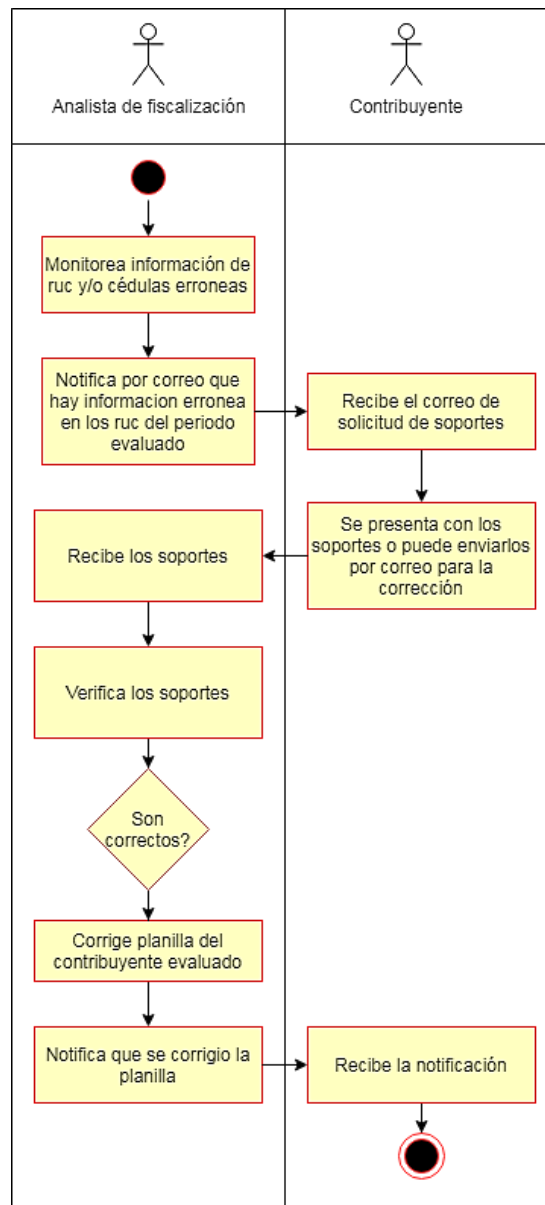 Analista de fiscalización
Contribuyente
Monitorea información de
ruc y/o cédulas erroneas
Notifica por correo que
hay informacion erronea
en los ruc del periodo
evaluado
Recibe el correo de
solicitud de soportes
Se presenta con los
soportes o puede enviarlos
por correo para la
corrección
Recibe los soportes
Verifica los soportes
Son
correctos?
Corrige planilla del
contribuyente evaluado
Notifica que se corrigio la
planilla
Recibe la notificación